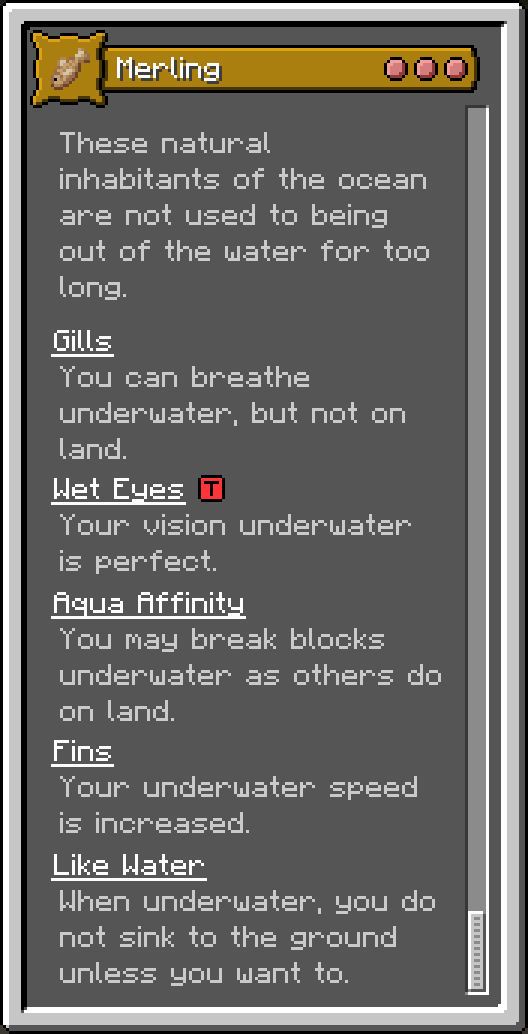 Merling
These natural
inhabitants of the ocean
are not used to being
out of the water for too
long.
Gills
You can breathe
underwater, but not on
land.
Wet Eyes T
Your vision underwater
is perfect.
Aqua Affinity
You may break blocks
underwater as others do
on land.
Fins
Your underwater speed
is increased.
Like Water
When underwater, you do
not sink to the ground
unless you want to.